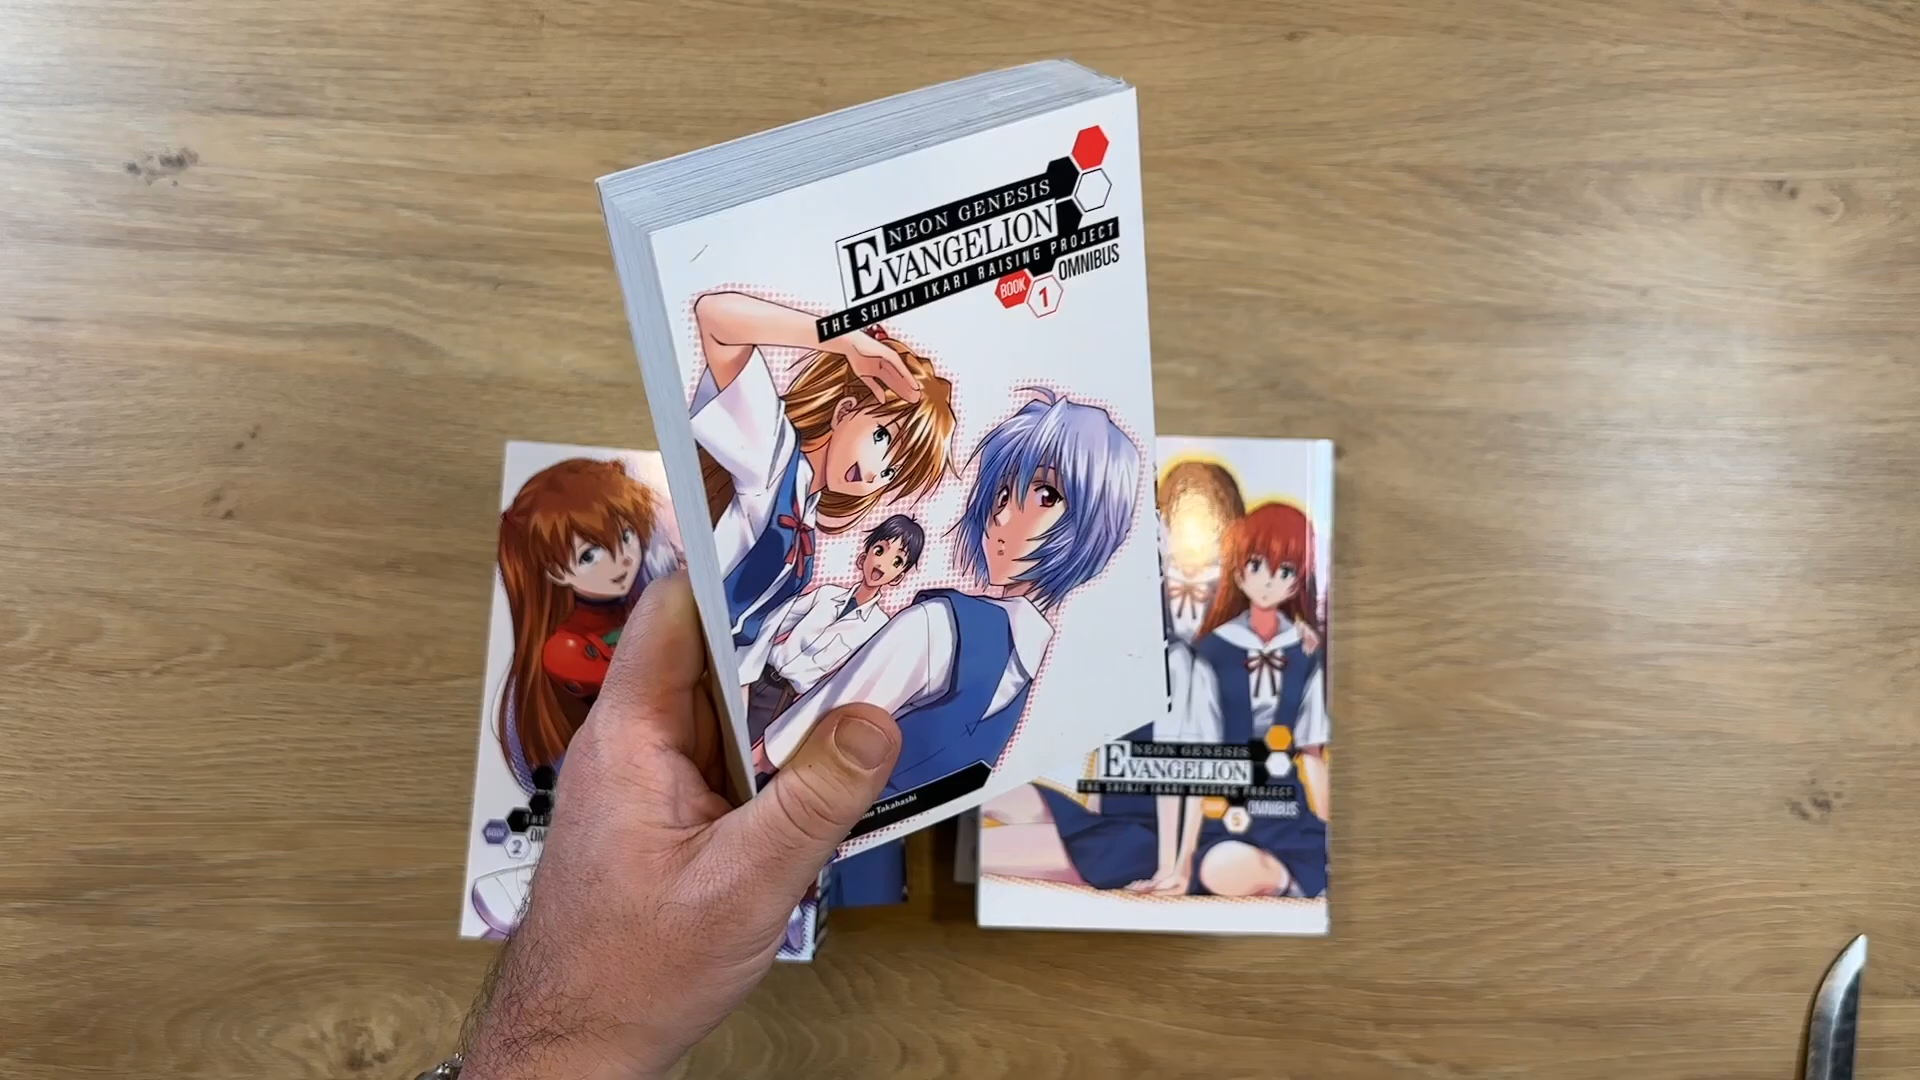 NEON GENESIS
EVANGELION
THE SHINJI IKARI RAISING PROJECT
OMNIBUS
BOOK
1
Takahashi
BOOK
2
NEON GENESIS
EVANGELION
THE SHINJI IKARI RAISING PROJECT
OMNIBUS
5